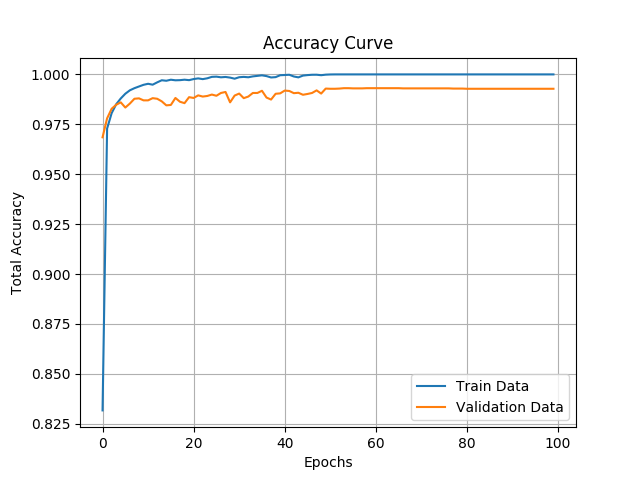 Accuracy Curve
1.000
0.975
0.950
0.925
0.900
0.875
0.850
0.825
Total Accuracy
0 20 40 60 80 100
Epochs
Train Data
Validation Data